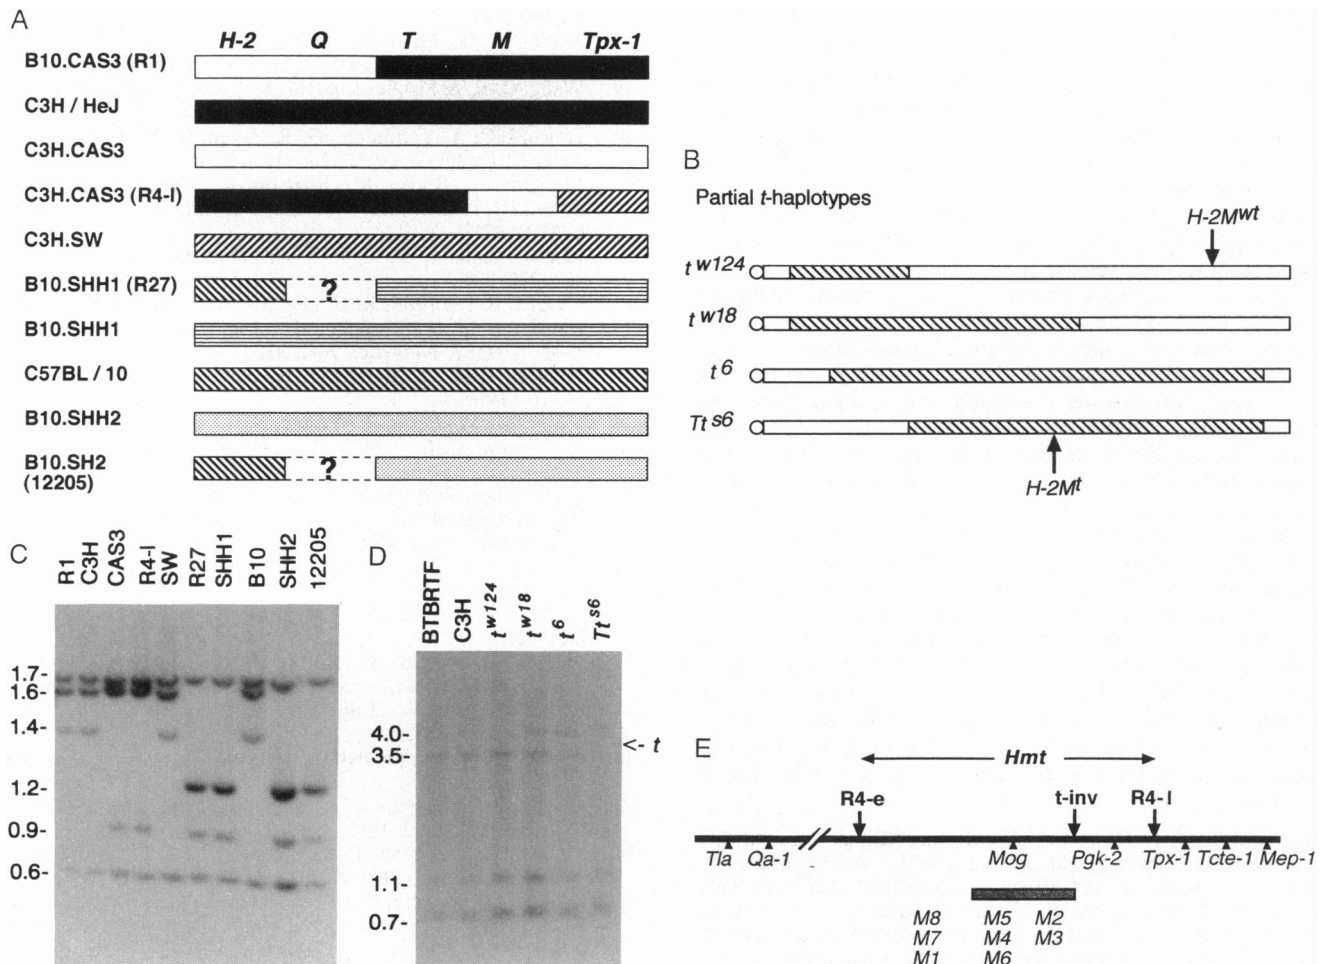 A
H-2 Q T M Tpx-1
B10.CAS3 (R1)
C3H / HeJ
C3H.CAS3
C3H.CAS3 (R4-I)
C3H.SW
B10.SHH1 (R27) ?
B10.SHH1
C57BL / 10
B10.SHH2
B10.SH2 ?
(12205)
B
Partial t-haplotypes
H-2Mwt
t w124
t w18
t 6
Tt s6
H-2Mt
C
R1 C3H CAS3 R4-I SW R27 SHH1 B10 SHH2 12205
1.7-
1.6-
1.4-
1.2-
0.9-
0.6-
D
BTBRTF C3H t w124 t w18 t 6 Tt s6
4.0-
<- t
3.5-
1.1-
0.7-
E
Hmt
R4-e t-inv R4-I
Tla Qa-1 Mog Pgk-2 Tpx-1 Tcte-1 Mep-1
M8 M5 M2
M7 M4 M3
M1 M6